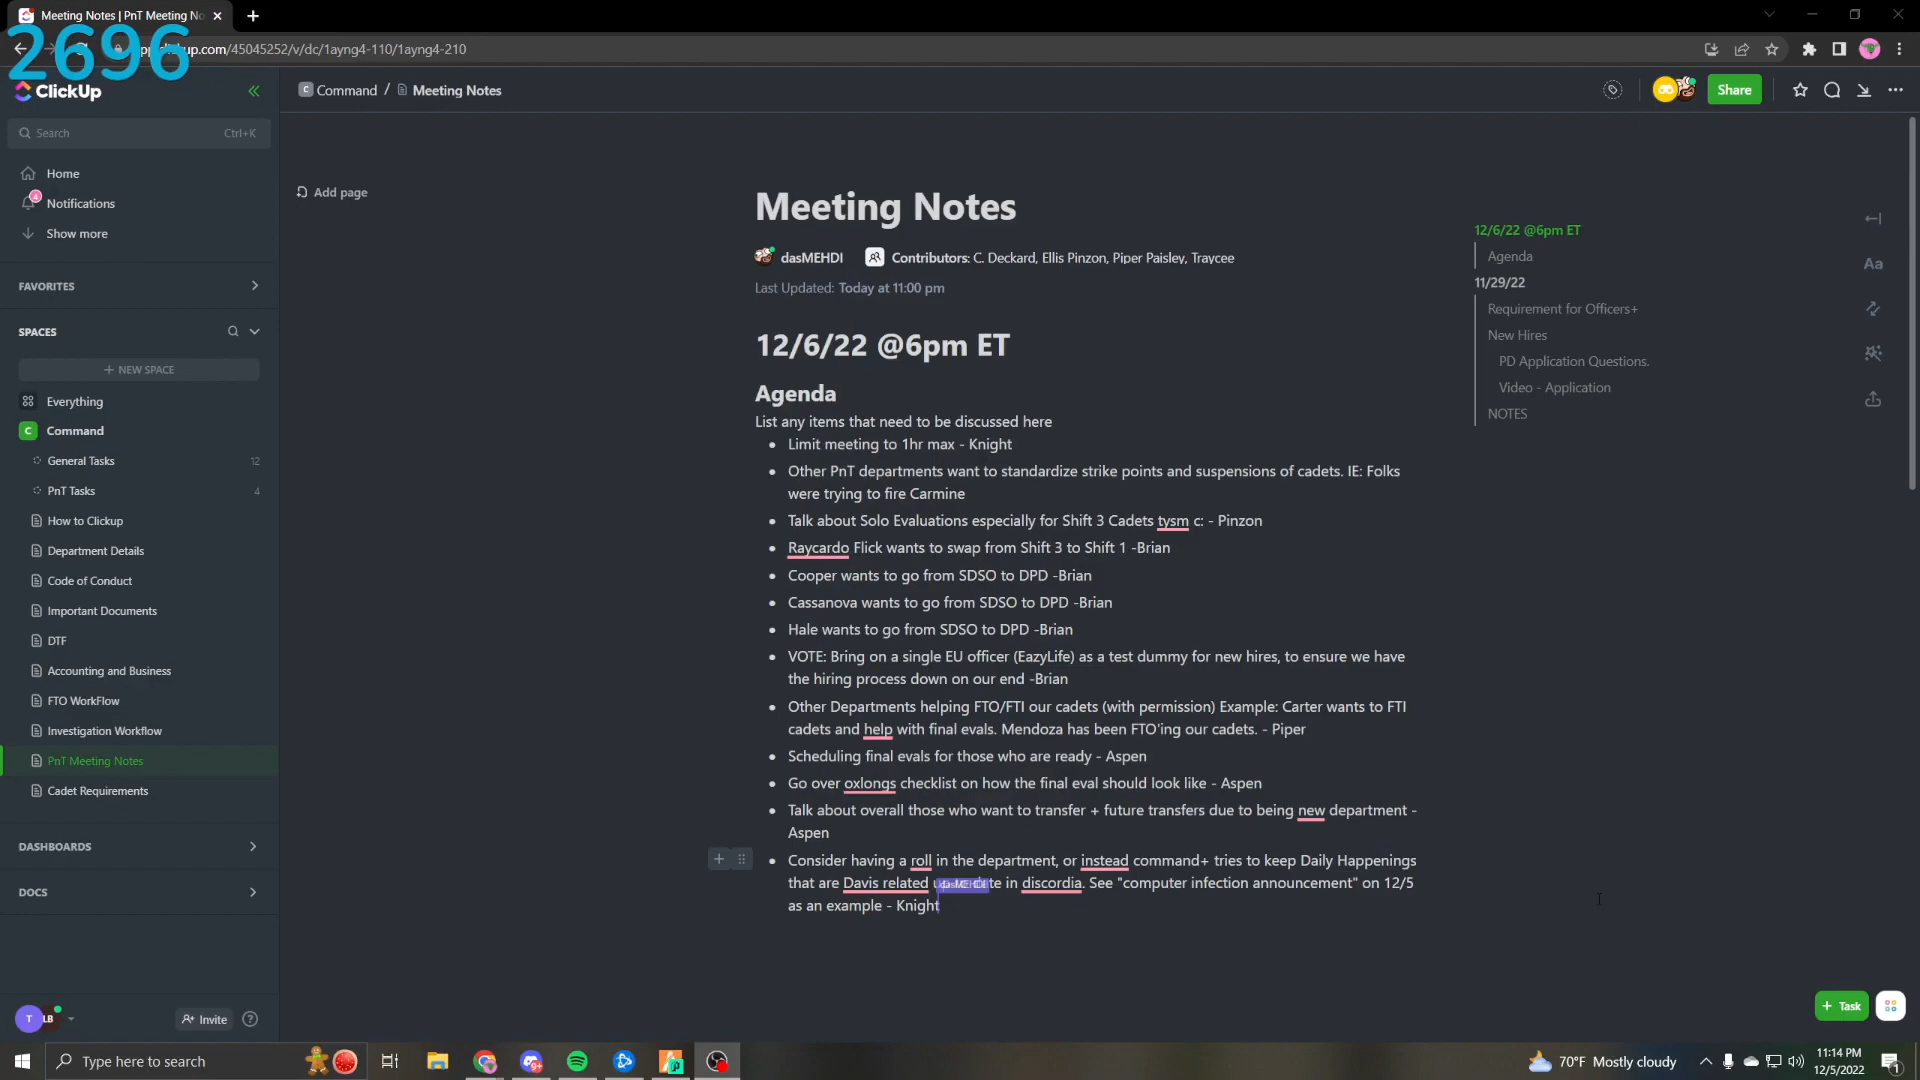 Meeting Notes | PnT Meeting No
2696
.com/45045252/v/dc/1ayng4-110/1ayng4-210
ClickUp
Command / Meeting Notes
Share
Search Ctrl+K
Home
4
Notifications
Show more
FAVORITES
SPACES
+ NEW SPACE
Everything
C Command
General Tasks 12
PnT Tasks 4
How to Clickup
Department Details
Code of Conduct
Important Documents
DTF
Accounting and Business
FTO WorkFlow
Investigation Workflow
PnT Meeting Notes
Cadet Requirements
DASHBOARDS
DOCS
T LB
Invite
Add page
Meeting Notes
dasMEHDI Contributors: C. Deckard, Ellis Pinzon, Piper Paisley, Traycee
Last Updated: Today at 11:00 pm
12/6/22 @6pm ET
Agenda
List any items that need to be discussed here
• Limit meeting to 1hr max - Knight
• Other PnT departments want to standardize strike points and suspensions of cadets. IE: Folks
were trying to fire Carmine
• Talk about Solo Evaluations especially for Shift 3 Cadets tysm c: - Pinzon
• Raycardo Flick wants to swap from Shift 3 to Shift 1 -Brian
• Cooper wants to go from SDSO to DPD -Brian
• Cassanova wants to go from SDSO to DPD -Brian
• Hale wants to go from SDSO to DPD -Brian
• VOTE: Bring on a single EU officer (EazyLife) as a test dummy for new hires, to ensure we have
the hiring process down on our end -Brian
• Other Departments helping FTO/FTI our cadets (with permission) Example: Carter wants to FTI
cadets and help with final evals. Mendoza has been FTO'ing our cadets. - Piper
• Scheduling final evals for those who are ready - Aspen
• Go over oxlongs checklist on how the final eval should look like - Aspen
• Talk about overall those who want to transfer + future transfers due to being new department -
Aspen
• Consider having a roll in the department, or instead command+ tries to keep Daily Happenings
that are Davis related dasMEHDI in discordia. See "computer infection announcement" on 12/5
as an example - Knight
12/6/22 @6pm ET
Agenda
11/29/22
Requirement for Officers+
New Hires
PD Application Questions.
Video - Application
NOTES
Aa
+ Task
Type here to search
70°F Mostly cloudy
11:14 PM
12/5/2022
1